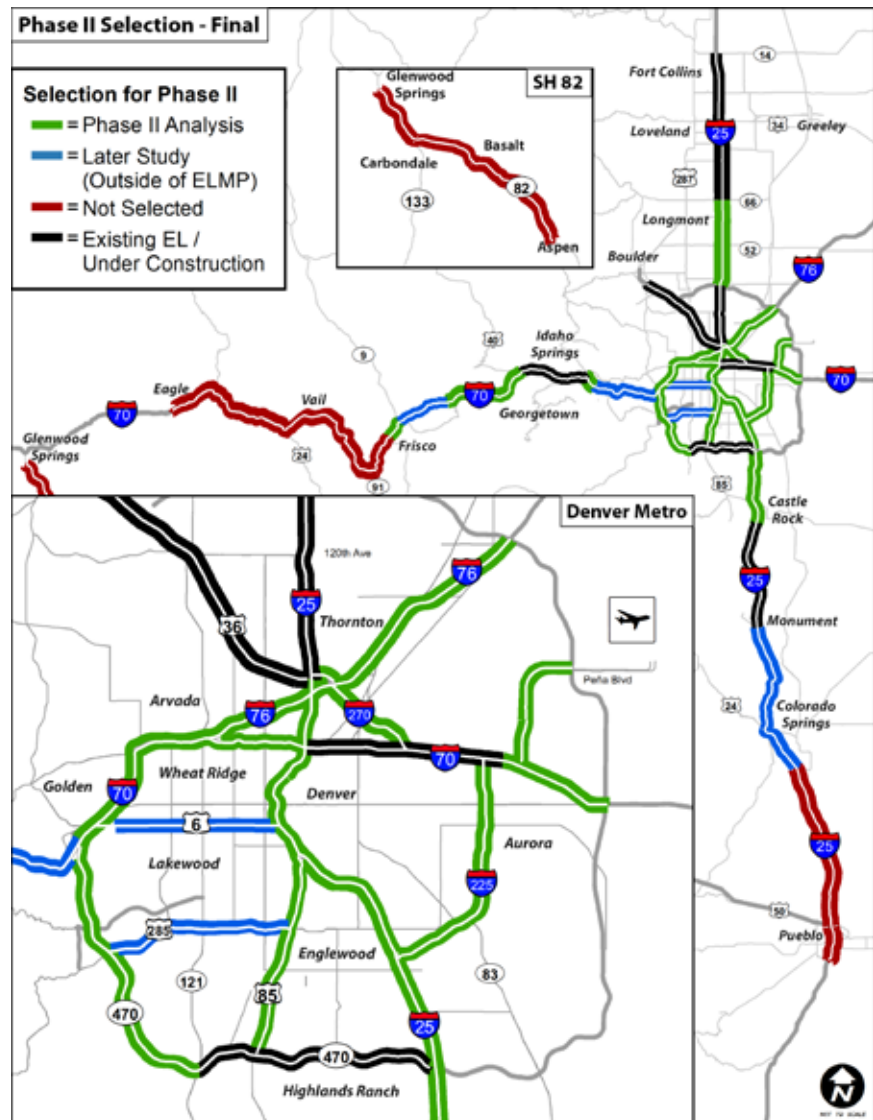 Phase II Selection - Final
Selection for Phase II
= Phase II Analysis
= Later Study
(Outside of ELMP)
= Not Selected
= Existing EL /
Under Construction
SH 82
Glenwood
Springs
Carbondale
Basalt
133
82
Aspen
Fort Collins
14
Loveland
25
34
Greeley
287
Longmont
66
52
Boulder
76
9
40
Idaho
Springs
Eagle
Vail
70
Georgetown
70
70
Glenwood
Springs
24
Frisco
91
85
Castle
Rock
25
Monument
24
Colorado
Springs
25
50
Pueblo
Denver Metro
120th Ave
76
25
Thornton
36
Peña Blvd
Arvada
76
270
70
Wheat Ridge
Golden
70
Denver
6
Aurora
Lakewood
225
285
Englewood
121
85
83
470
25
470
Highlands Ranch
N
NOT TO SCALE